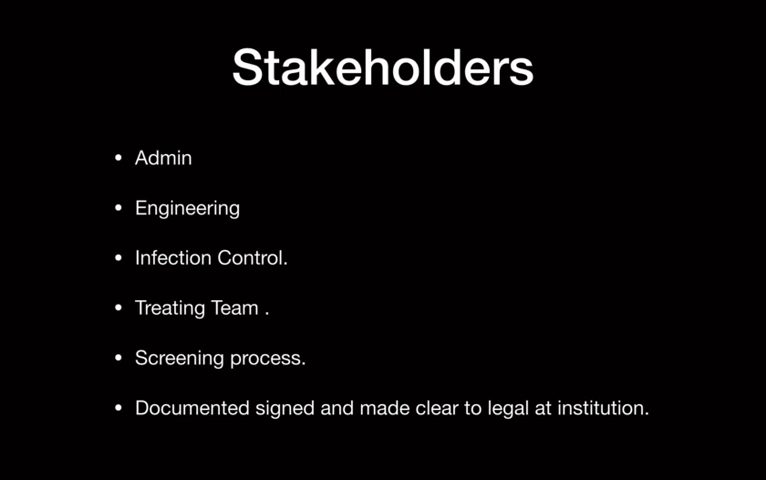 Stakeholders
• Admin
• Engineering
• Infection Control.
• Treating Team .
• Screening process.
• Documented signed and made clear to legal at institution.